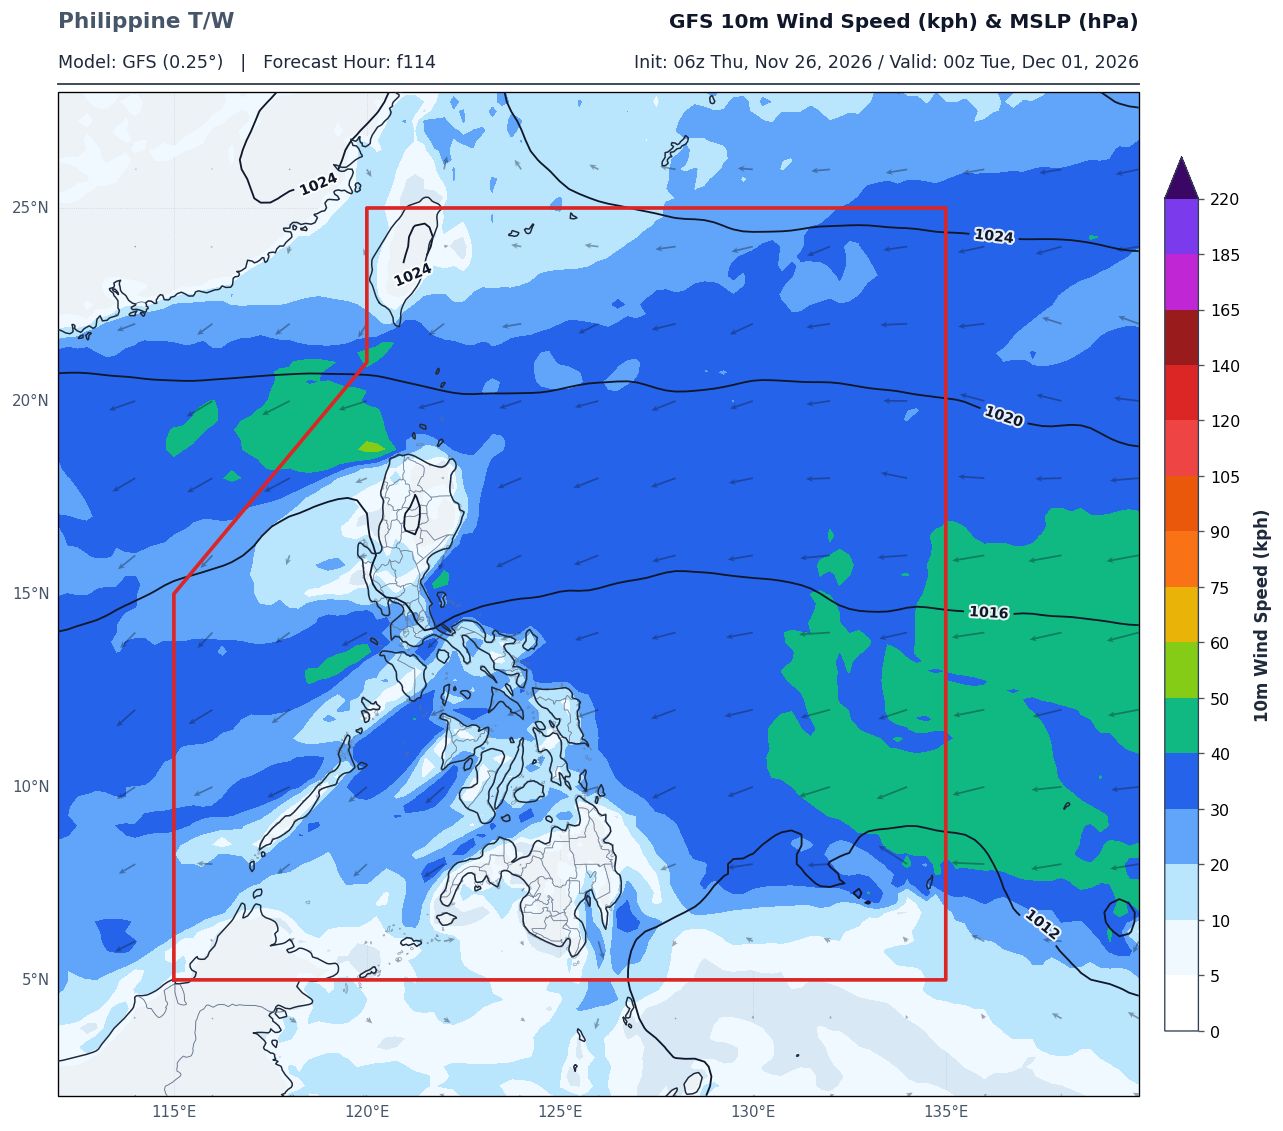 Philippine T/W
GFS 10m Wind Speed (kph) & MSLP (hPa)
Model: GFS (0.25°) | Forecast Hour: f114
Init: 06z Thu, Nov 26, 2026 / Valid: 00z Tue, Dec 01, 2026
1024
1024
1024
1020
1016
1012
25°N
20°N
15°N
10°N
5°N
115°E
120°E
125°E
130°E
135°E
220
185
165
140
120
105
90
75
60
50
40
30
20
10
5
0
10m Wind Speed (kph)